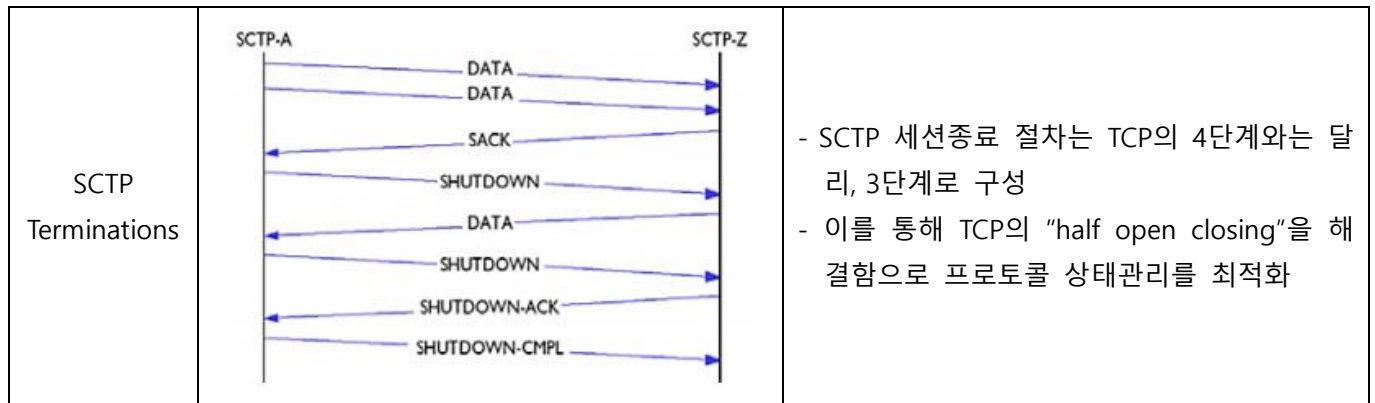 SCTP
Terminations
SCTP-A
SCTP-Z
DATA
DATA
SACK
SHUTDOWN
DATA
SHUTDOWN
SHUTDOWN-ACK
SHUTDOWN-CMPL
- SCTP 세션종료 절차는 TCP의 4단계와는 달
리, 3단계로 구성
- 이를 통해 TCP의 "half open closing"을 해
결함으로 프로토콜 상태관리를 최적화